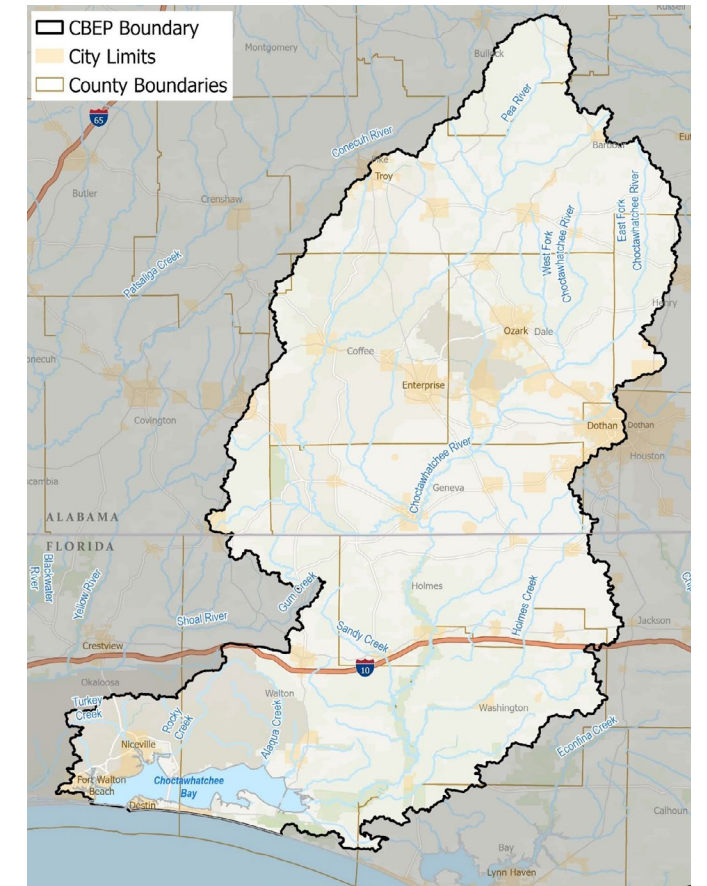 CBEP Boundary
City Limits
County Boundaries
Russell
Montgomery
Bullock
65
Pea River
Conecuh River
Barbour
Pike
Troy
Butler
Crenshaw
West Fork
Choctawhatchee River
East Fork
Choctawhatchee River
Patsaliga Creek
Henry
Ozark
Dale
Coffee
onecuh
Enterprise
Covington
Dothan
Dothan
Houston
Choctawhatchee River
Geneva
cambia
ALABAMA
FLORIDA
Blackwater
River
Yellow River
Gum Creek
Holmes
Holmes Creek
Shoal River
Sandy Creek
Jackson
Crestview
10
Okaloosa
Walton
Turkey
Creek
Rocky
Creek
Alaqua Creek
Washington
Econfina Creek
Niceville
Fort Walton
Beach
Choctawhatchee
Bay
Destin
Calhoun
Bay
Lynn Haven